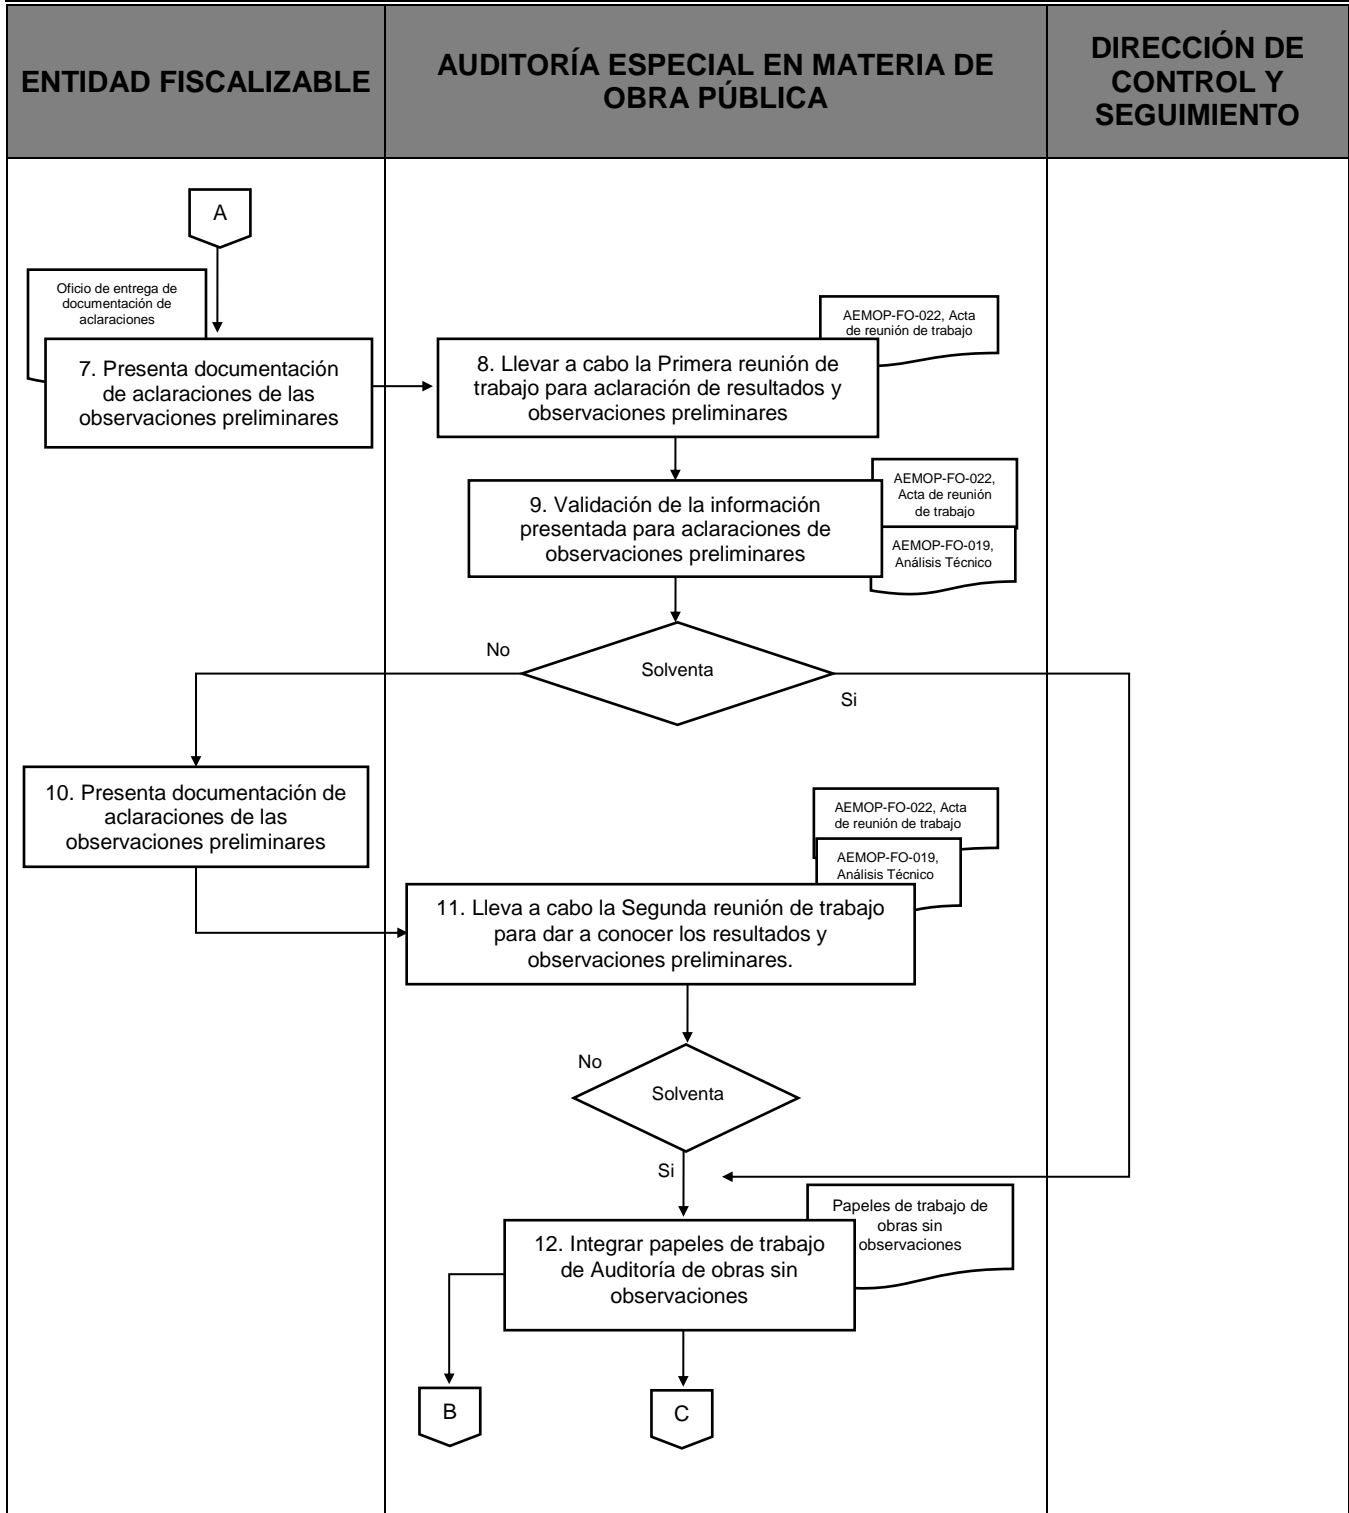 ENTIDAD FISCALIZABLE
AUDITORÍA ESPECIAL EN MATERIA DE
OBRA PÚBLICA
DIRECCIÓN DE
CONTROL Y
SEGUIMIENTO
A
Oficio de entrega de
documentación de
aclaraciones
7. Presenta documentación
de aclaraciones de las
observaciones preliminares
AEMOP-FO-022, Acta
de reunión de trabajo
8. Llevar a cabo la Primera reunión de
trabajo para aclaración de resultados y
observaciones preliminares
AEMOP-FO-022,
Acta de reunión
de trabajo
9. Validación de la información
presentada para aclaraciones de
observaciones preliminares
AEMOP-FO-019,
Análisis Técnico
No
Solventa
Si
10. Presenta documentación de
aclaraciones de las
observaciones preliminares
AEMOP-FO-022, Acta
de reunión de trabajo
AEMOP-FO-019,
Análisis Técnico
11. Lleva a cabo la Segunda reunión de trabajo
para dar a conocer los resultados y
observaciones preliminares.
No
Solventa
Si
Papeles de trabajo de
obras sin
observaciones
12. Integrar papeles de trabajo
de Auditoría de obras sin
observaciones
B
C